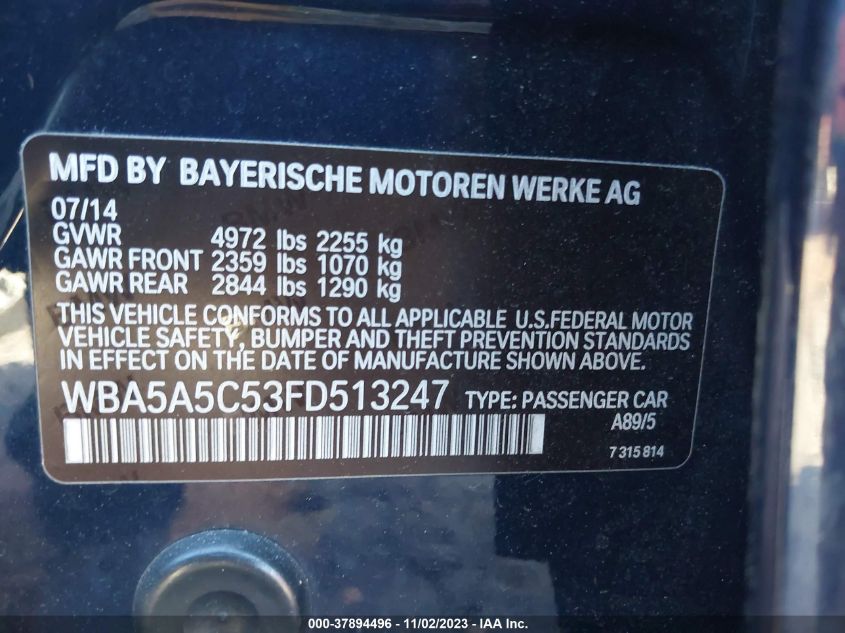 MFD BY BAYERISCHE MOTOREN WERKE AG
07/14
GVWR 4972 lbs 2255 kg
GAWR FRONT 2359 lbs 1070 kg
GAWR REAR 2844 lbs 1290 kg
THIS VEHICLE CONFORMS TO ALL APPLICABLE U.S.FEDERAL MOTOR
VEHICLE SAFETY, BUMPER AND THEFT PREVENTION STANDARDS
IN EFFECT ON THE DATE OF MANUFACTURE SHOWN ABOVE.
WBA5A5C53FD513247 TYPE: PASSENGER CAR
A89/5
7 315 814
000-37894496 - 11/02/2023 - IAA, Inc.